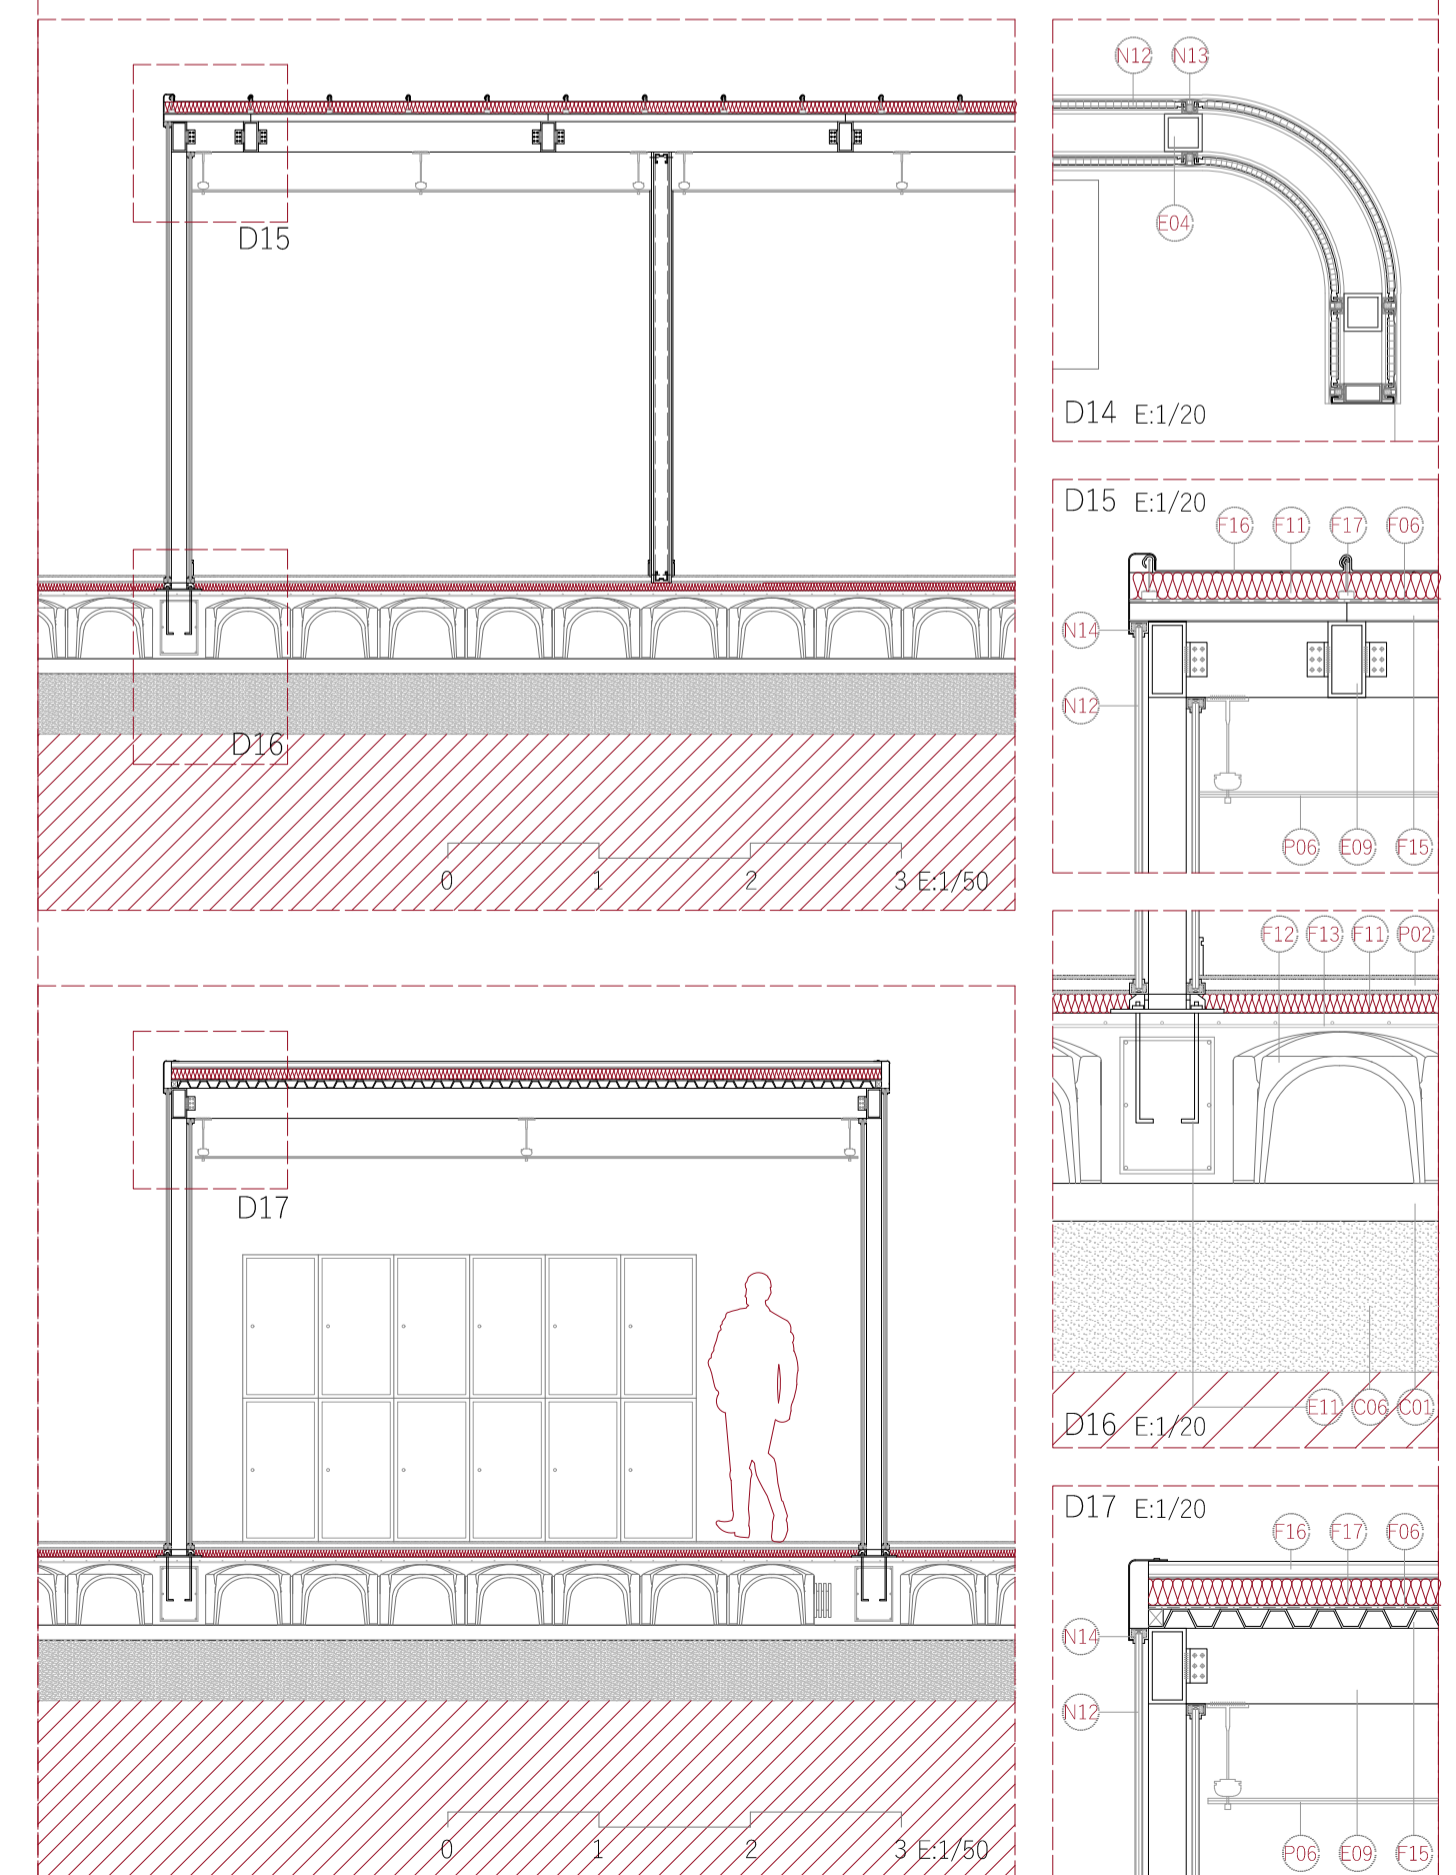 D15
D16
0 1 2 3 E:1/50
D17
0 1 2 3 E:1/50
N12 N13
E04
D14 E:1/20
D15 E:1/20
F16 F11 F17 F06
N14
N12
P06 E09 F15
F12 F13 F11 P02
E11 C06 C01
D16 E:1/20
D17 E:1/20
F16 F17 F06
N14
N12
P06 E09 F15